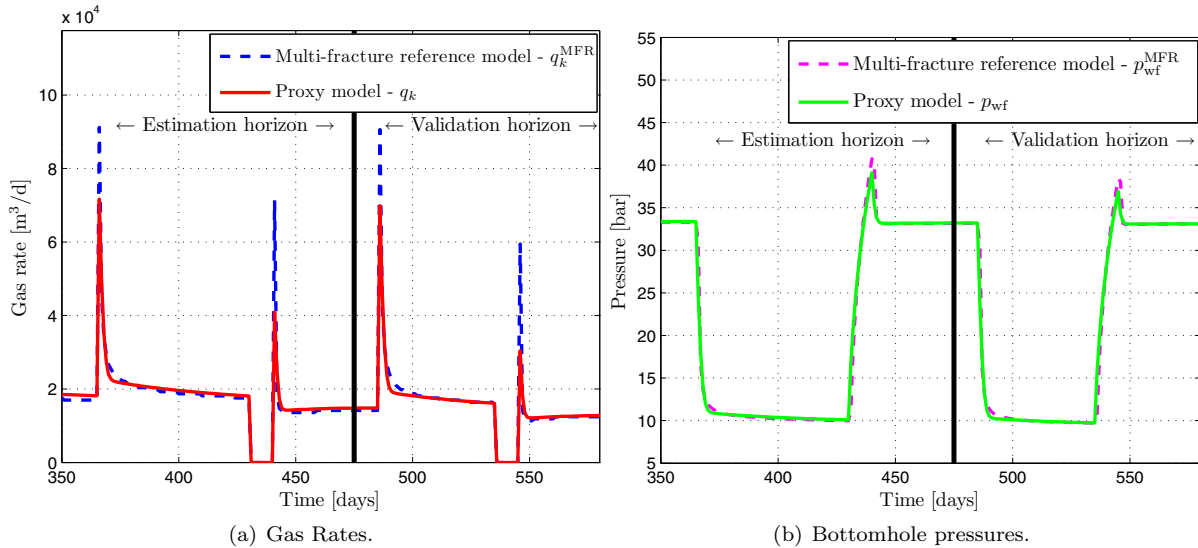 x 10⁴
Multi-fracture reference model - q_k^MFR
Proxy model - q_k
← Estimation horizon →
← Validation horizon →
10
8
6
4
2
0
Gas rate [m³/d]
350
400
450
500
550
Time [days]
(a) Gas Rates.
Multi-fracture reference model - p_wf^MFR
Proxy model - p_wf
← Estimation horizon →
← Validation horizon →
55
50
45
40
35
30
25
20
15
10
5
Pressure [bar]
350
400
450
500
550
Time [days]
(b) Bottomhole pressures.